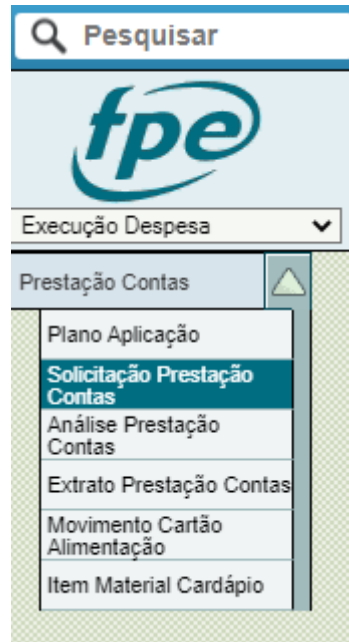 Pesquisar
fpe
Execução Despesa
Prestação Contas
Plano Aplicação
Solicitação Prestação
Contas
Análise Prestação
Contas
Extrato Prestação Contas
Movimento Cartão
Alimentação
Item Material Cardápio